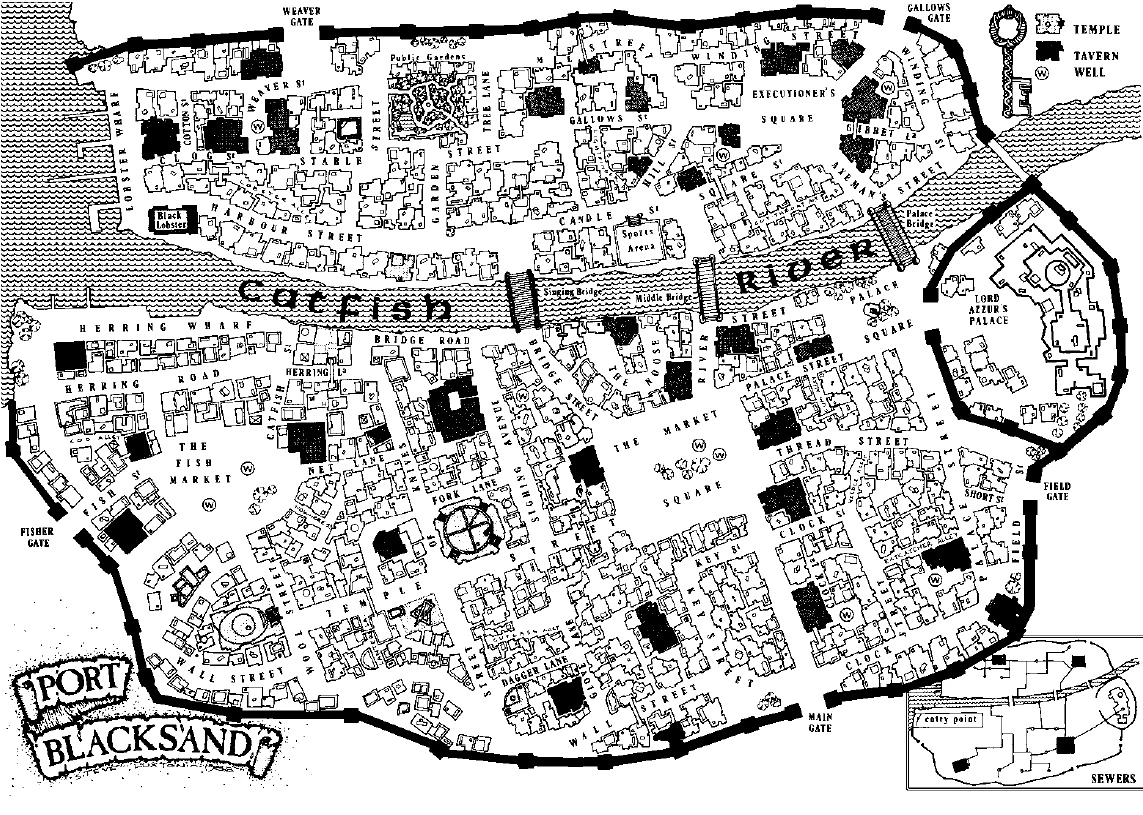 WEAVER
GATE
GALLOWS
GATE
TEMPLE
TAVERN
WELL
W
Public Gardens
STREET
WINDING STREET
WINDING
LOBSTER WHARF
COTTON St
WEAVER St
W
STABLE
STREET
TREE LANE
GALLOWS St
EXECUTIONER'S
SQUARE
W
GIBBET La
GARDEN
STREET
HILL St
W
SQUARE
AXEMAN STREET
Black
Lobster
HARBOUR STREET
CANDLE St
Sports
Arena
Palace
Bridge
Catfish River
Singing Bridge
Middle Bridge
LORD
AZZUR'S
PALACE
PALACE
SQUARE
HERRING WHARF
BRIDGE ROAD
RIVER STREET
HERRING ROAD
HERRING La
CATFISH St
BRIDGE STREET
THE NOOSE
PALACE STREET
W
THE MARKET
SQUARE
W
W
THREAD STREET
THE
FISH
MARKET
W
W
NET LANE
SIGHING AVENUE
FISH St
FORK LANE
STREET OF KNIVES
SHORT St
FIELD
GATE
FISHER
GATE
CLOCK St
FIELD STREET
W
TEMPLE STREET
KEY St
W
CLOCK
WALL STREET
DAGGER LANE
WALL STREET
MAIN
GATE
PORT
BLACKSAND
entry point
SEWERS